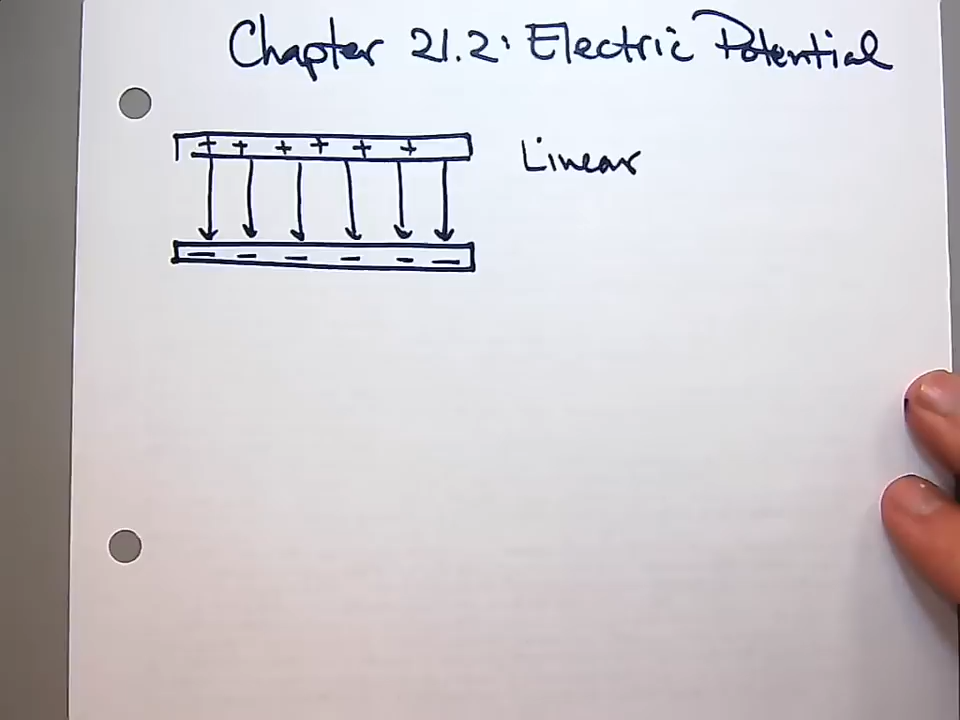 Chapter 21.2: Electric Potential
+ + + + + +
Linear
− − − − − −